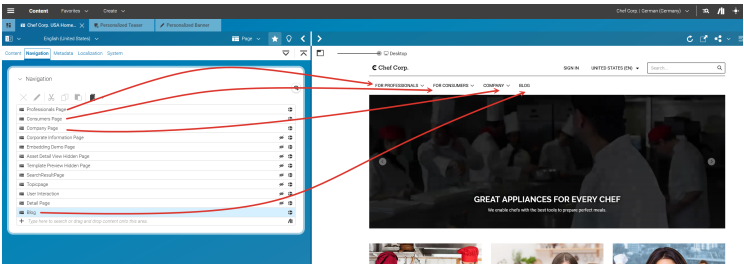 Content Favorites Create Chef Corp. | German (Germany)
Chef Corp. USA Home... Personalized Teaser Personalized Banner
English (United States) Page
Content Navigation Metadata Localization System
Desktop
Navigation
Professionals Page
Consumers Page
Company Page
Corporate Information Page
Embedding Demo Page
Asset Detail View Hidden Page
Template Preview Hidden Page
SearchResultPage
Topicpage
User Interaction
Detail Page
Blog
Type here to search or drag and drop content onto this area.
Chef Corp. SIGN IN UNITED STATES (EN) Search...
FOR PROFESSIONALS FOR CONSUMERS COMPANY BLOG
GREAT APPLIANCES FOR EVERY CHEF
We enable chefs with the best tools to prepare perfect meals.